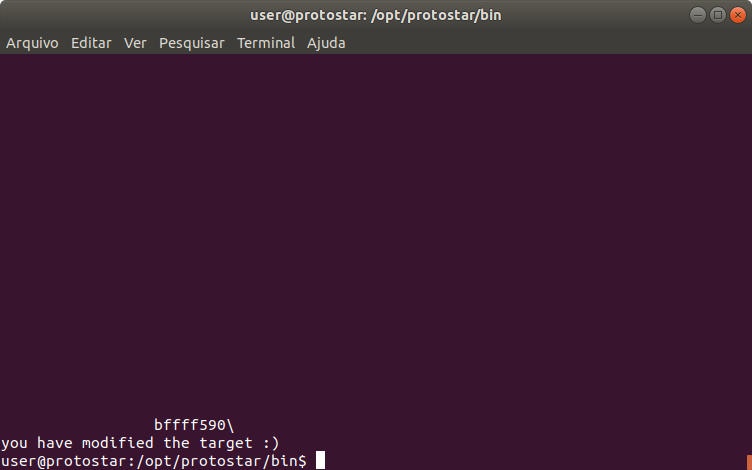 user@protostar: /opt/protostar/bin
Arquivo Editar Ver Pesquisar Terminal Ajuda
bffff590\
you have modified the target :)
user@protostar:/opt/protostar/bin$